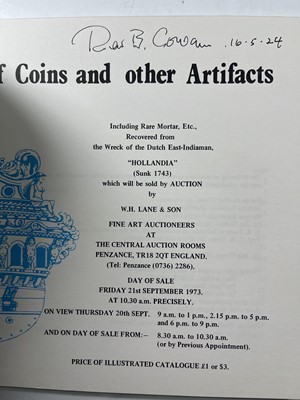 Rex B. Cowan 16-5-24
f Coins and other Artifacts
Including Rare Mortar, Etc.,
Recovered from
the Wreck of the Dutch East-Indiaman,
"HOLLANDIA"
(Sunk 1743)
which will be sold by AUCTION
by
W.H. LANE & SON
FINE ART AUCTIONEERS
AT
THE CENTRAL AUCTION ROOMS
PENZANCE, TR18 2QT ENGLAND.
(Tel: Penzance (0736) 2286).
DAY OF SALE
FRIDAY 21st SEPTEMBER 1973.
AT 10.30 a.m. PRECISELY.
ON VIEW THURSDAY 20th SEPT. 9 a.m. to 1 p.m., 2.15 p.m. to 5 p.m.
and 6 p.m. to 9 p.m.
AND ON DAY OF SALE FROM:— 8.30 a.m. to 10.30 a.m.
(or by Previous Appointment).
PRICE OF ILLUSTRATED CATALOGUE £1 or $3.